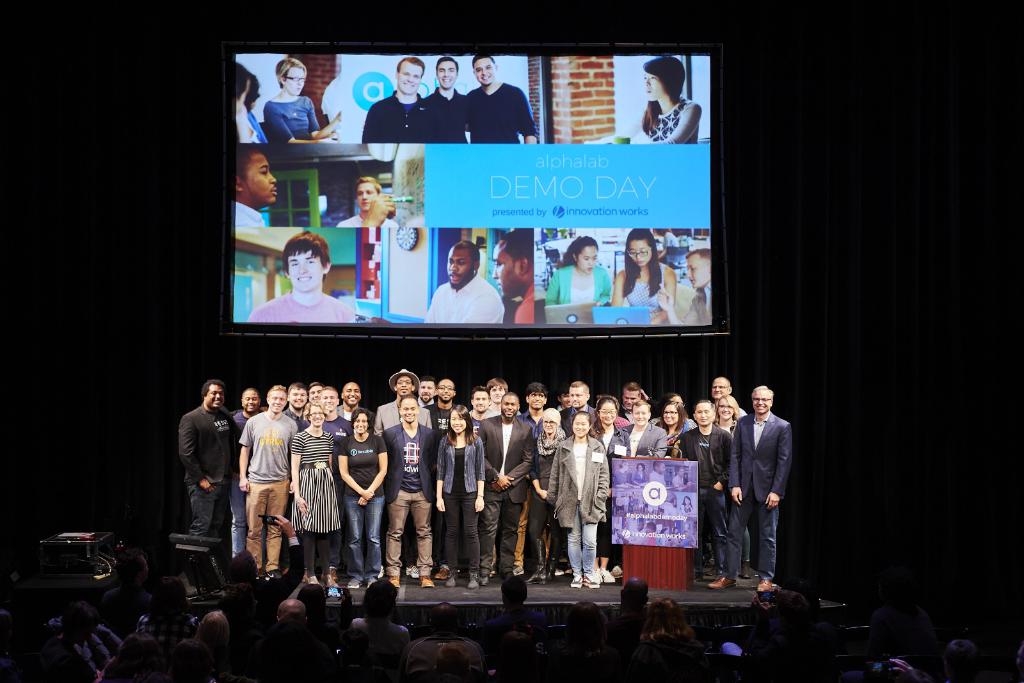 a
alphalab
DEMO DAY
presented by innovation works
a
#alphalabdemoday
innovation works